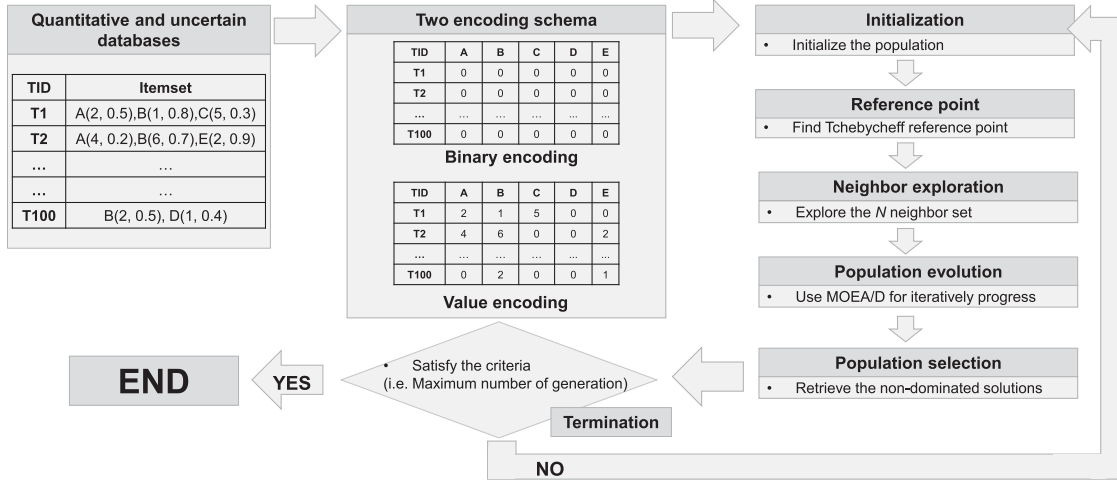 Quantitative and uncertain
databases
TID Itemset
T1 A(2, 0.5),B(1, 0.8),C(5, 0.3)
T2 A(4, 0.2),B(6, 0.7),E(2, 0.9)
... ...
... ...
T100 B(2, 0.5), D(1, 0.4)
Two encoding schema
TID A B C D E
T1 0 0 0 0 0
T2 0 0 0 0 0
... ... ... ... ... ...
T100 0 0 0 0 0
Binary encoding
TID A B C D E
T1 2 1 5 0 0
T2 4 6 0 0 2
... ... ... ... ... ...
T100 0 2 0 0 1
Value encoding
Initialization
• Initialize the population
Reference point
• Find Tchebycheff reference point
Neighbor exploration
• Explore the N neighbor set
Population evolution
• Use MOEA/D for iteratively progress
Population selection
• Retrieve the non-dominated solutions
• Satisfy the criteria
(i.e. Maximum number of generation)
Termination
YES
END
NO